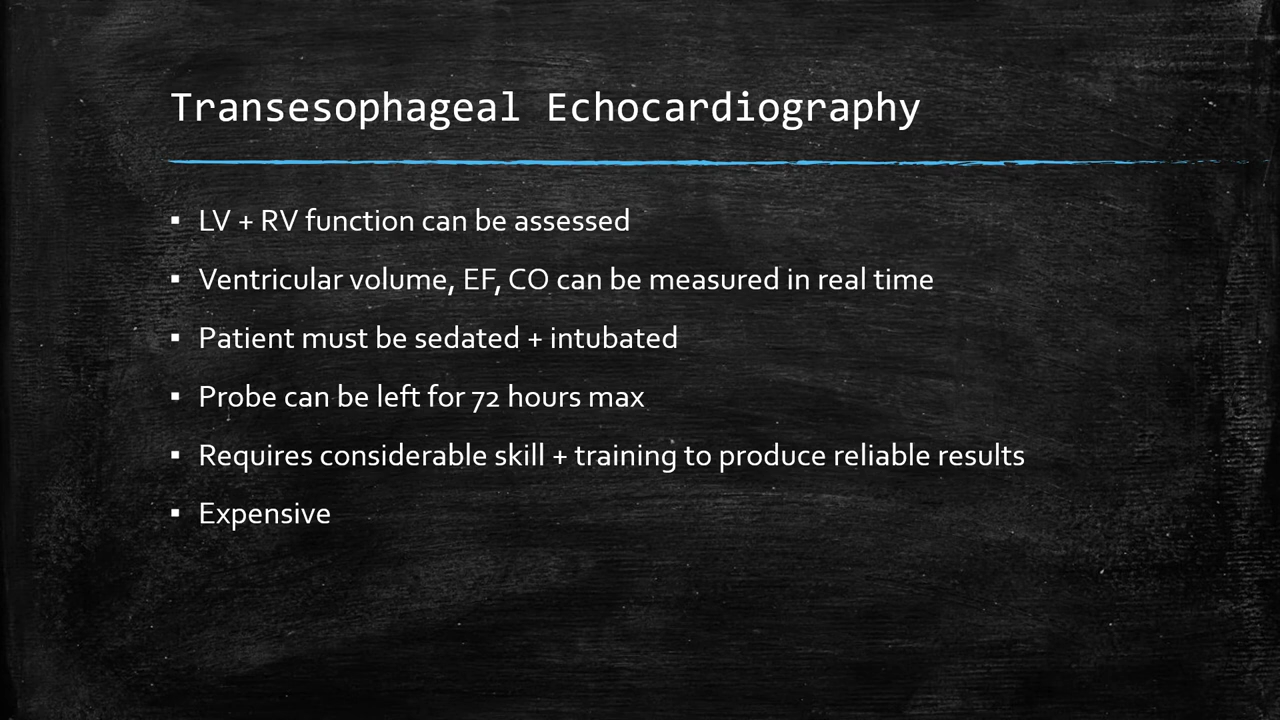 Transesophageal Echocardiography
▪ LV + RV function can be assessed
▪ Ventricular volume, EF, CO can be measured in real time
▪ Patient must be sedated + intubated
▪ Probe can be left for 72 hours max
▪ Requires considerable skill + training to produce reliable results
▪ Expensive